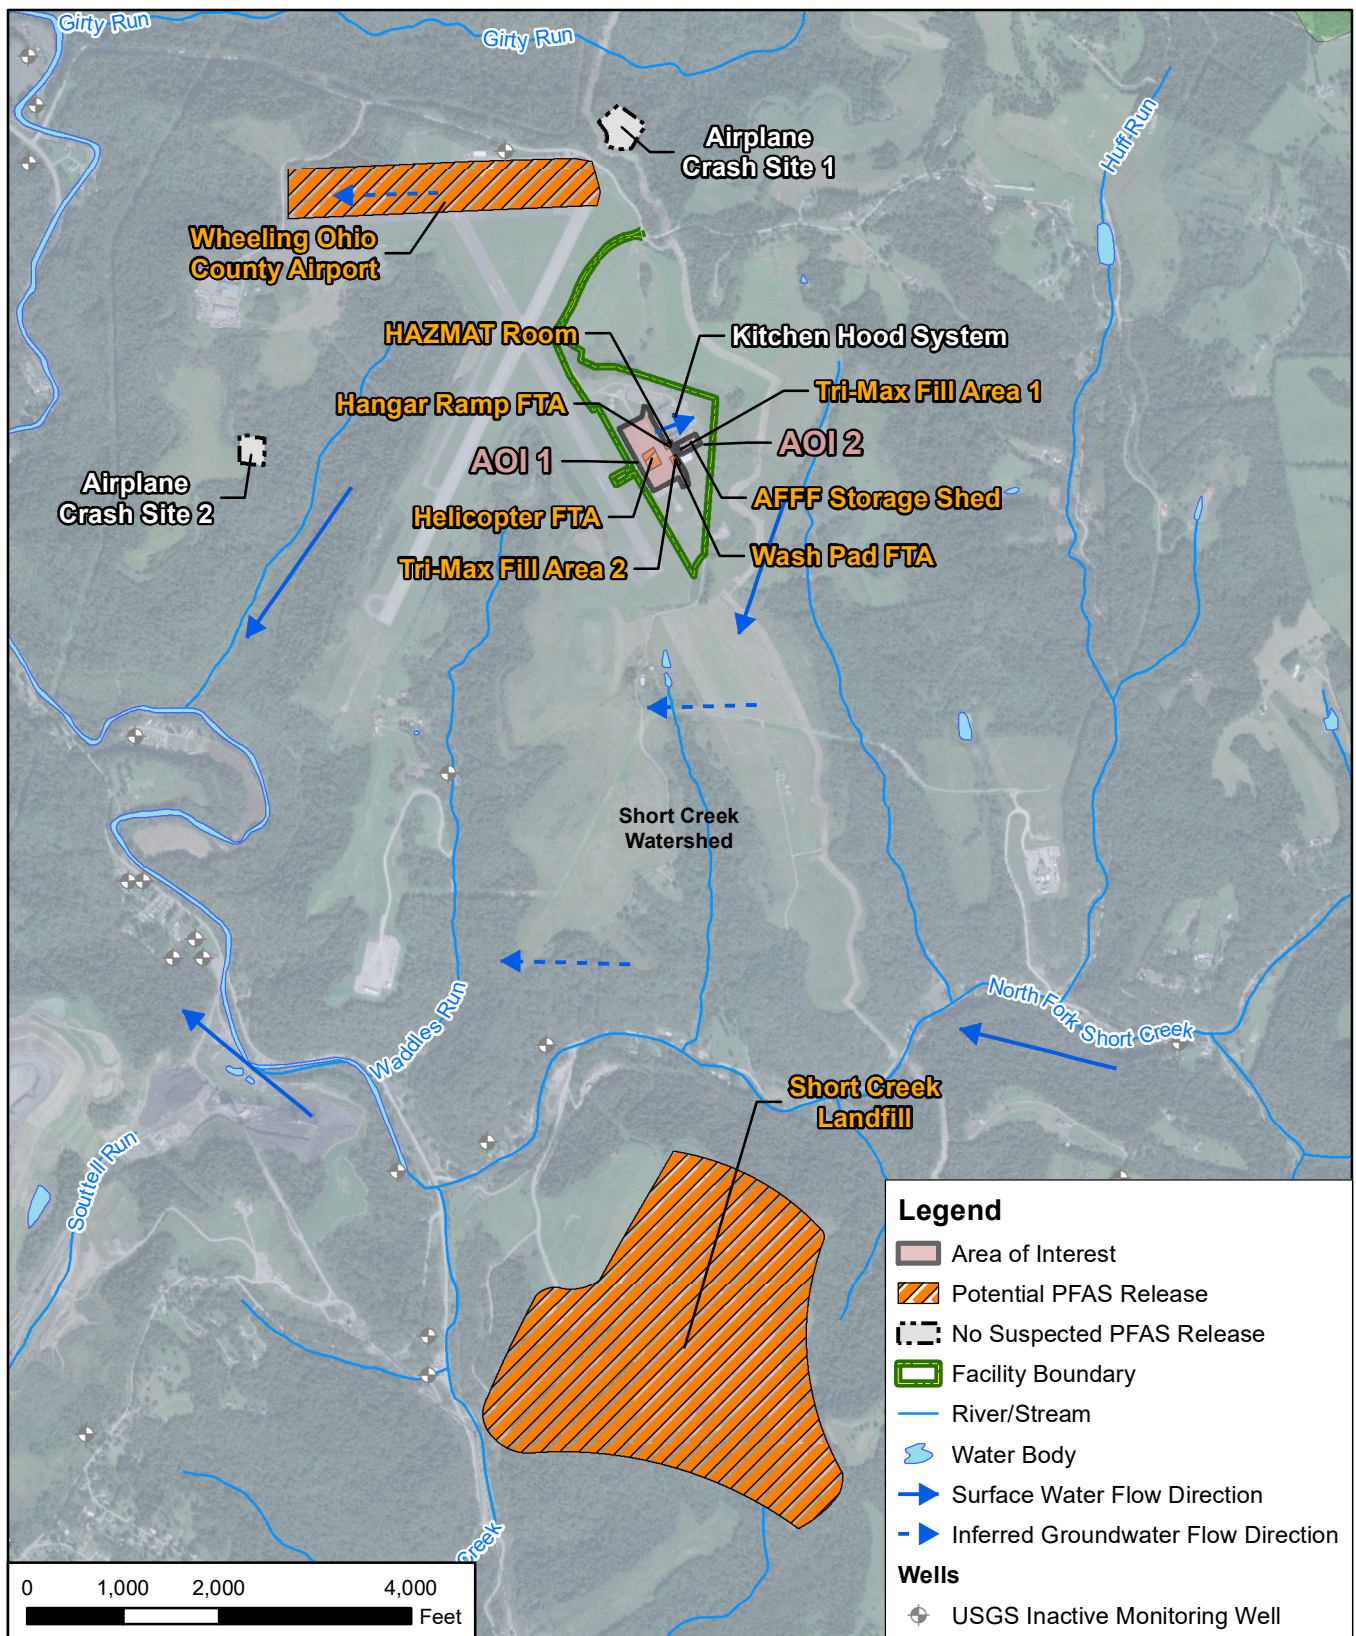 Girty Run
Girty Run
Huff Run
Airplane
Crash Site 1
Wheeling Ohio
County Airport
HAZMAT Room
Kitchen Hood System
Hangar Ramp FTA
Tri-Max Fill Area 1
AOI 1
AOI 2
Airplane
Crash Site 2
AFFF Storage Shed
Helicopter FTA
Tri-Max Fill Area 2
Wash Pad FTA
Short Creek
Watershed
Waddles Run
North Fork Short Creek
Short Creek
Landfill
Souttell Run
Creek
Legend
Area of Interest
Potential PFAS Release
No Suspected PFAS Release
Facility Boundary
River/Stream
Water Body
Surface Water Flow Direction
Inferred Groundwater Flow Direction
Wells
USGS Inactive Monitoring Well
0 1,000 2,000 4,000
Feet